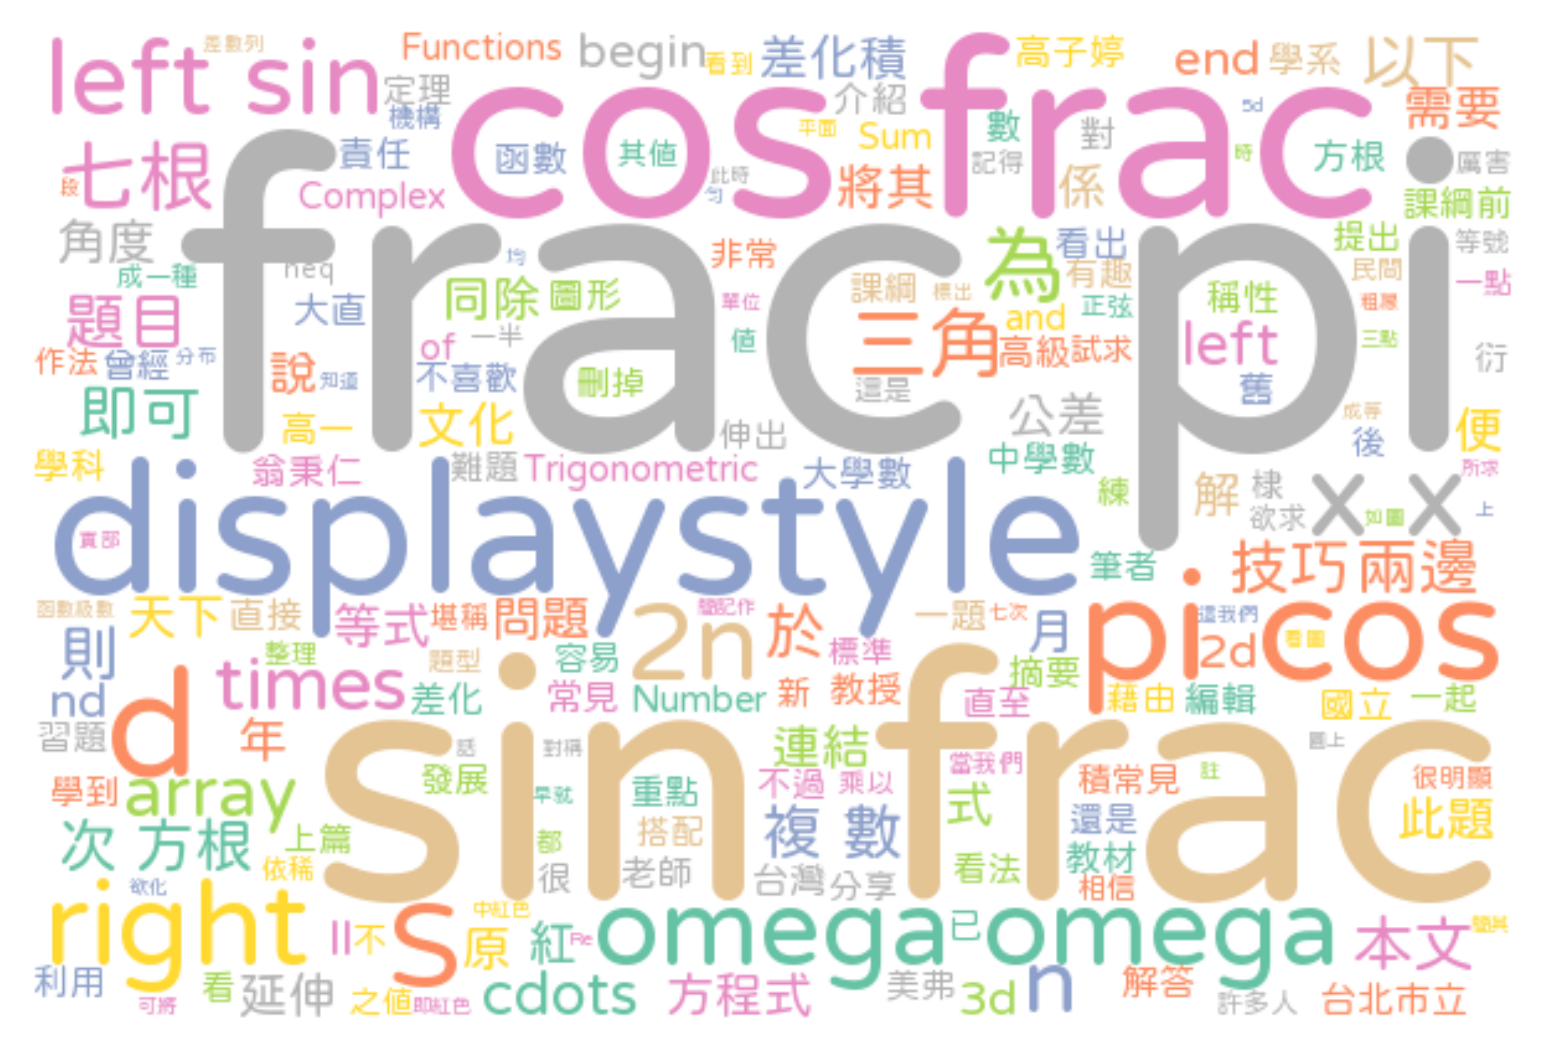 left sin 差數列 Functions begin 看到 差化積 高子婷 end 學系 以下
定理 機構 cos frac 介紹 平面 Sum 數 對 5d 需要
七根 段 責任 函數 其值 此時 勻 將其 記得 係 時 方根 厲害
Complex 課綱前
角度 frac pi 均 非常 為 看出 提出 等號
成一種 neq 同除 圖形 單位 課綱 標出 有趣 稱性 民間 一點
題目 大直 值 三角 and 正弦 粗厚 三點
作法 曾經 分布 說 知道 of 一半 不喜歡 刪掉 這是 高級 試求 left 舊 衍
即可 高一 文化 伸出 公差 成等 後 便
學科 翁秉仁 難題 Trigonometric 大學數 中學數 所求
displaystyle 實部 練 解 棣 欲求 x 如圖 x 上
筆者 技巧 兩邊
函數級數 天下 直接 等式 堪稱 問題 2n 簡記作 於 一題 七次 月 pi 這我們 cos
則 整理 題型 容易 標準 摘要 2d 看圖
nd d times 差化 常見 Number 新 教授 直至 藉由 編輯 國立 一起
習題 年 話 sin frac 對稱 連結 圓上
學到 array 發展 早就 重點 不過 乘以 當我們 式 積常見 註 很明顯
次 方根 上篇 都 搭配 複 數 還是 此題
依稀 很 老師 台灣 分享 看法 教材
欲化 相信
right ll 不 s 中紅色 原 紅 Re omega 已 omega 本文 簡其
利用 可將 看 延伸 之值 即紅色 cdots 方程式 美弗 3d n 解答 許多人 台北市立